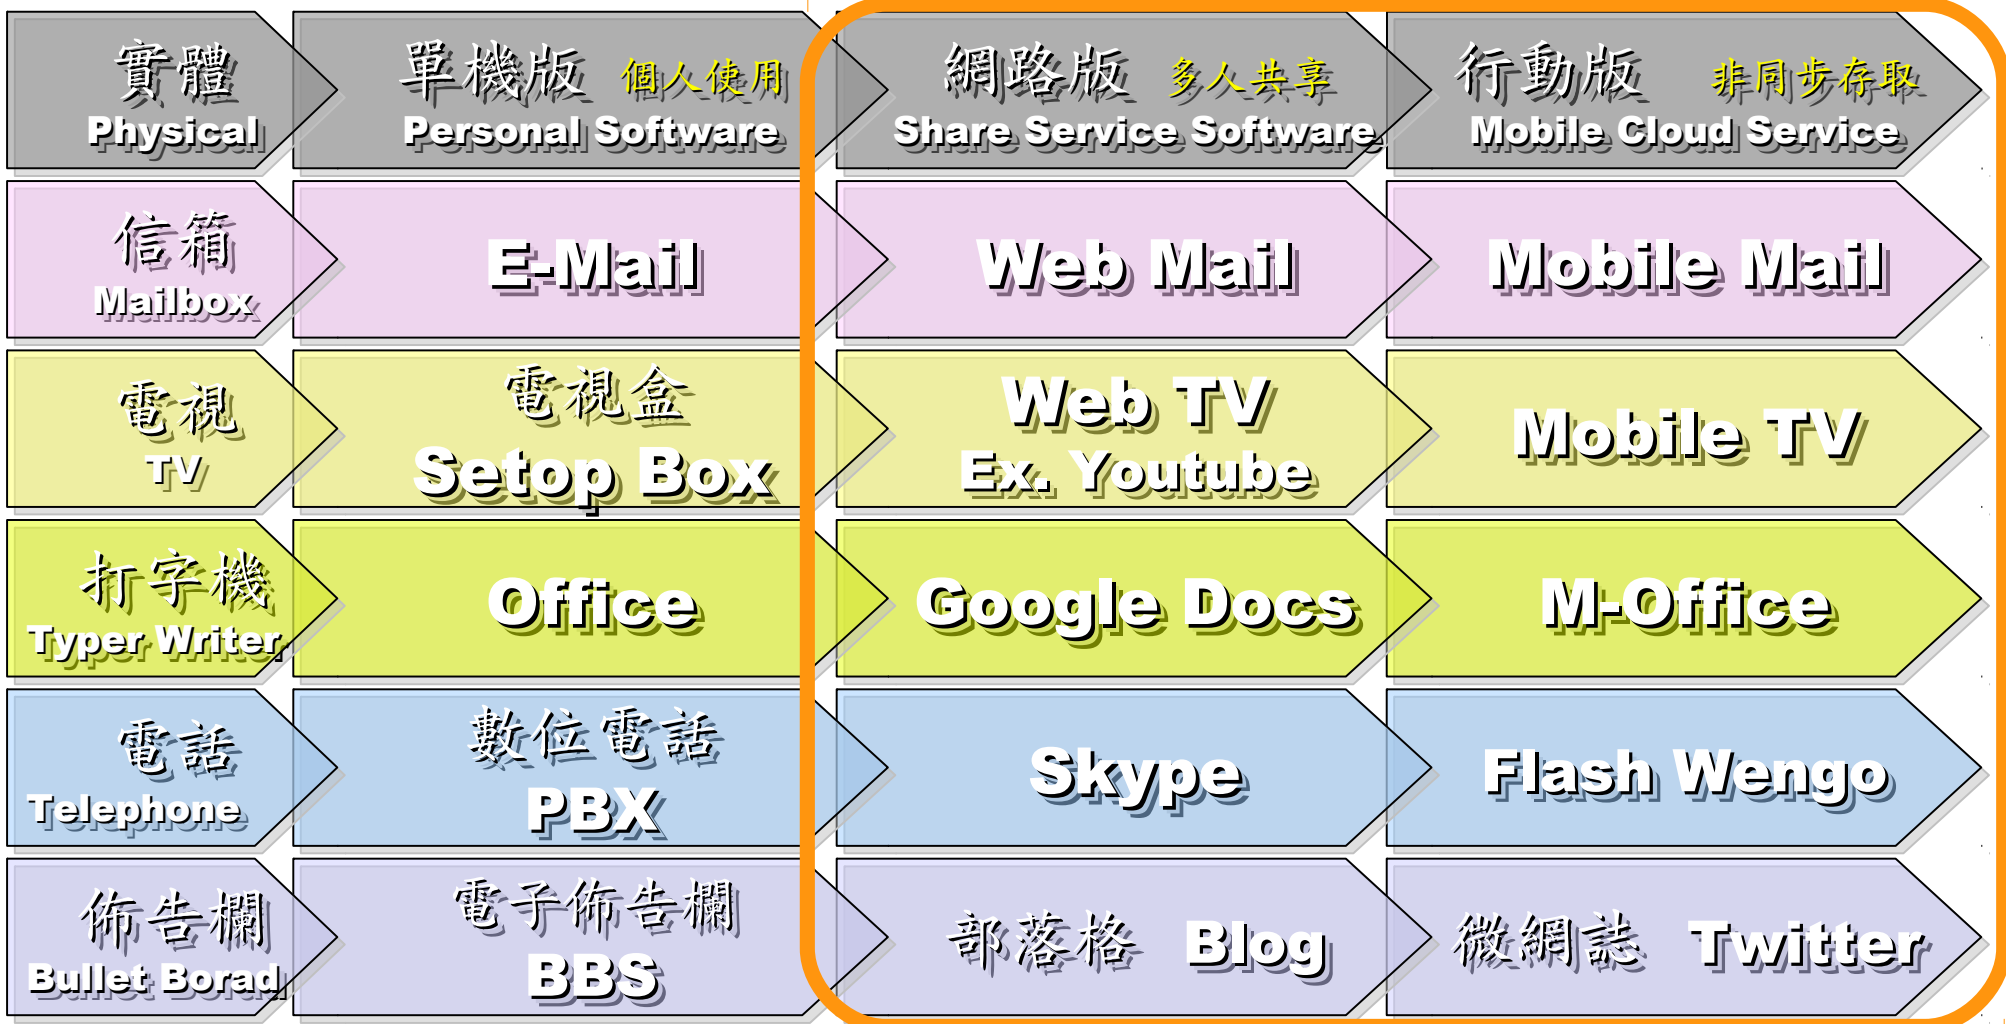 實體
Physical
單機版 個人使用
Personal Software
網路版 多人共享
Share Service Software
行動版 非同步存取
Mobile Cloud Service
信箱
Mailbox
E-Mail
Web Mail
Mobile Mail
電視
TV
電視盒
Setop Box
Web TV
Ex. Youtube
Mobile TV
打字機
Typer Writer
Office
Google Docs
M-Office
電話
Telephone
數位電話
PBX
Skype
Flash Wengo
佈告欄
Bullet Borad
電子佈告欄
BBS
部落格 Blog
微網誌 Twitter